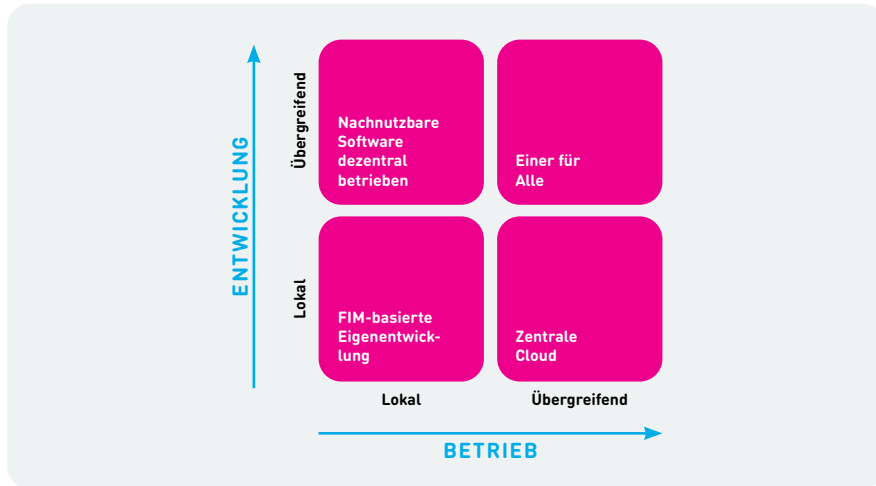 ENTWICKLUNG
Übergreifend
Nachnutzbare
Software
dezentral
betrieben
Einer für
Alle
Lokal
FIM-basierte
Eigenentwick-
lung
Zentrale
Cloud
Lokal
Übergreifend
BETRIEB